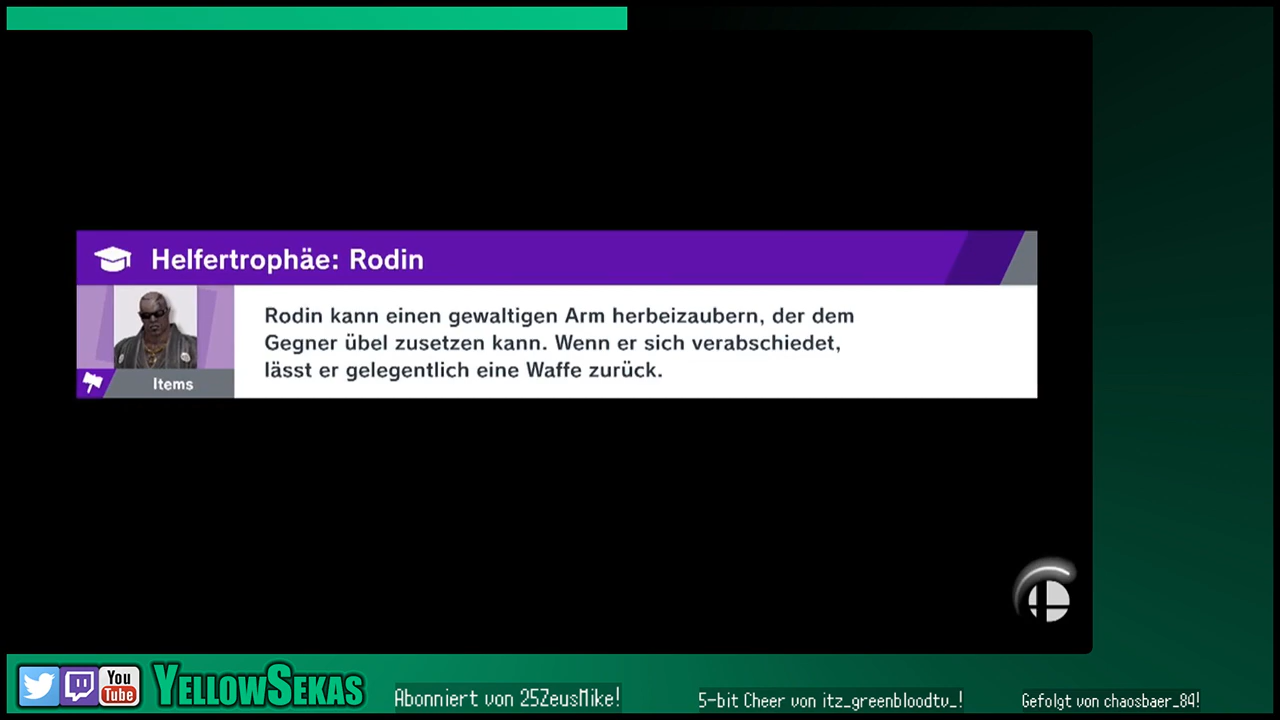 Helfertrophäe: Rodin
Rodin kann einen gewaltigen Arm herbeizaubern, der dem
Gegner übel zusetzen kann. Wenn er sich verabschiedet,
lässt er gelegentlich eine Waffe zurück.
Items
You
Tube
YELLOWSEKAS
Abonniert von 25ZeusMike!
5-bit Cheer von itz_greenbloodtv_!
Gefolgt von chaosbaer_84!